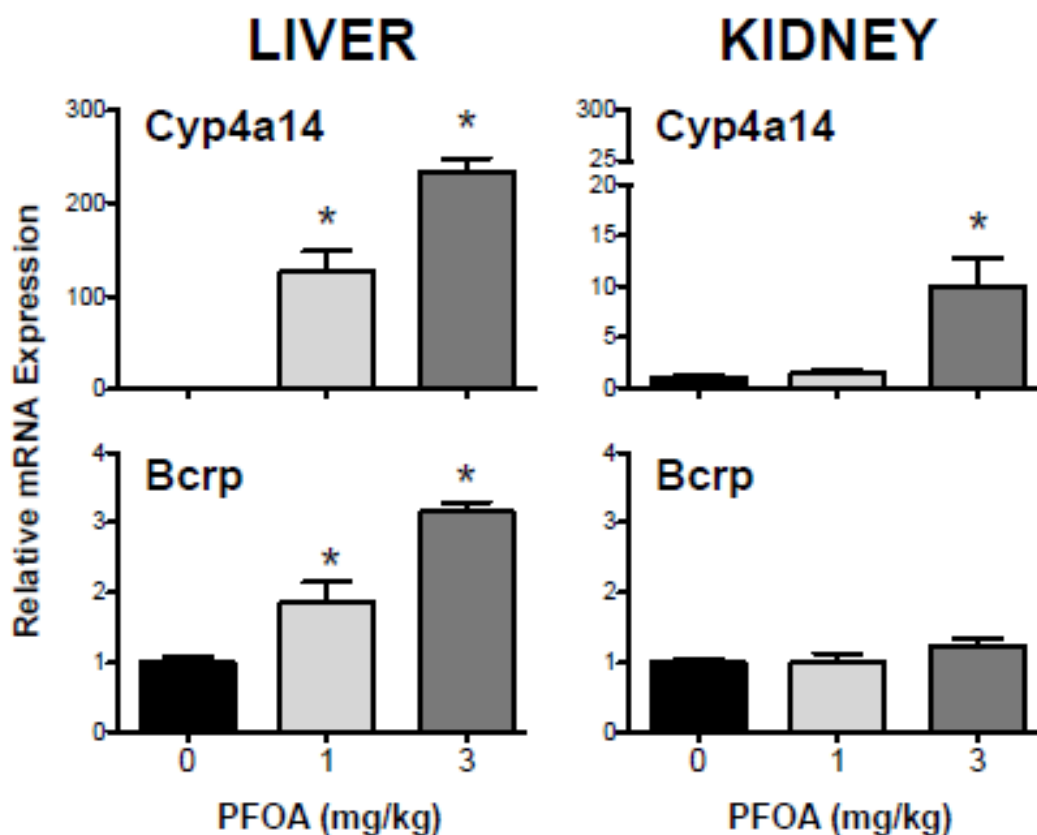 LIVER
KIDNEY
Relative mRNA Expression
Cyp4a14
300
200
100
0
*
*
Cyp4a14
300
25
20
15
10
5
0
*
Bcrp
4
3
2
1
0
*
*
0 1 3
PFOA (mg/kg)
Bcrp
4
3
2
1
0
0 1 3
PFOA (mg/kg)